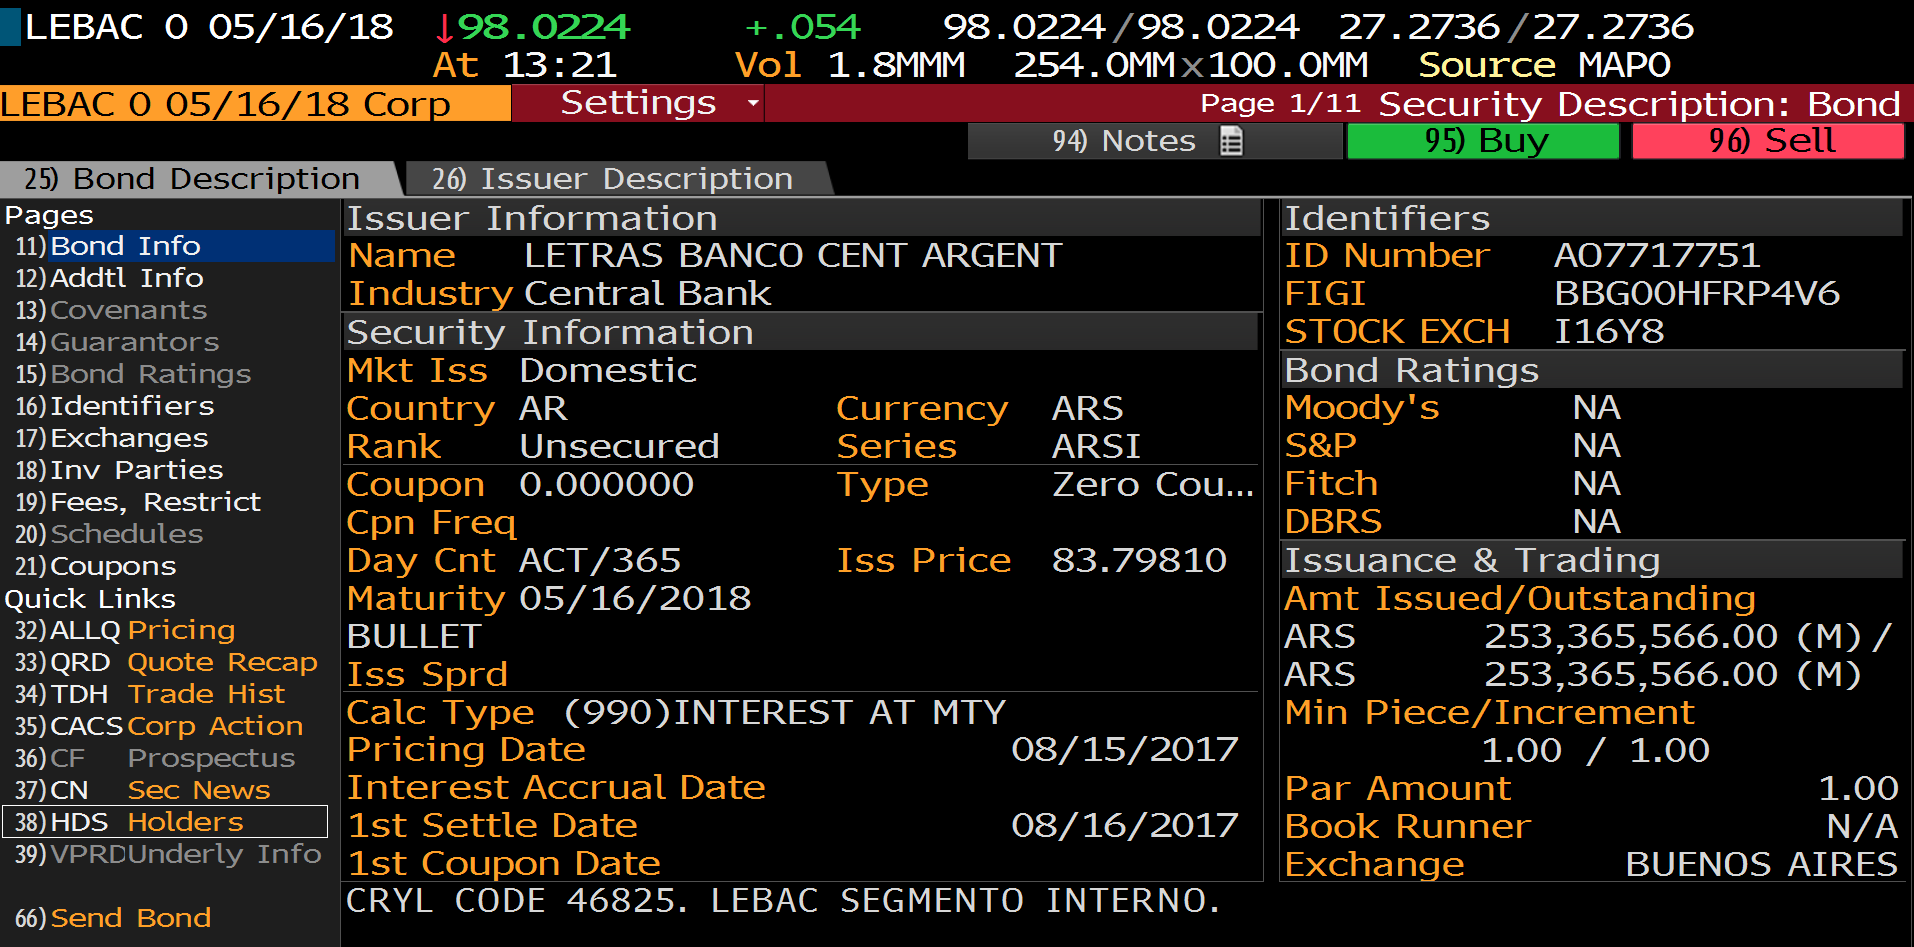 LEBAC 0 05/16/18 ↓98.0224 +.054 98.0224/98.0224 27.2736/27.2736
At 13:21 Vol 1.8MMM 254.0MMx100.0MM Source MAPO
LEBAC 0 05/16/18 Corp Settings Page 1/11 Security Description: Bond
94) Notes 95) Buy 96) Sell
25) Bond Description 26) Issuer Description
Pages
11) Bond Info
12) Addtl Info
13) Covenants
14) Guarantors
15) Bond Ratings
16) Identifiers
17) Exchanges
18) Inv Parties
19) Fees, Restrict
20) Schedules
21) Coupons
Quick Links
32) ALLQ Pricing
33) QRD Quote Recap
34) TDH Trade Hist
35) CACS Corp Action
36) CF Prospectus
37) CN Sec News
38) HDS Holders
39) VPRD Underly Info
66) Send Bond
Issuer Information
Name LETRAS BANCO CENT ARGENT
Industry Central Bank
Security Information
Mkt Iss Domestic
Country AR Currency ARS
Rank Unsecured Series ARSI
Coupon 0.000000 Type Zero Cou...
Cpn Freq
Day Cnt ACT/365 Iss Price 83.79810
Maturity 05/16/2018
BULLET
Iss Sprd
Calc Type (990)INTEREST AT MTY
Pricing Date 08/15/2017
Interest Accrual Date
1st Settle Date 08/16/2017
1st Coupon Date
CRYL CODE 46825. LEBAC SEGMENTO INTERNO.
Identifiers
ID Number AO7717751
FIGI BBG00HFRP4V6
STOCK EXCH I16Y8
Bond Ratings
Moody's NA
S&P NA
Fitch NA
DBRS NA
Issuance & Trading
Amt Issued/Outstanding
ARS 253,365,566.00 (M) /
ARS 253,365,566.00 (M)
Min Piece/Increment
1.00 / 1.00
Par Amount 1.00
Book Runner N/A
Exchange BUENOS AIRES